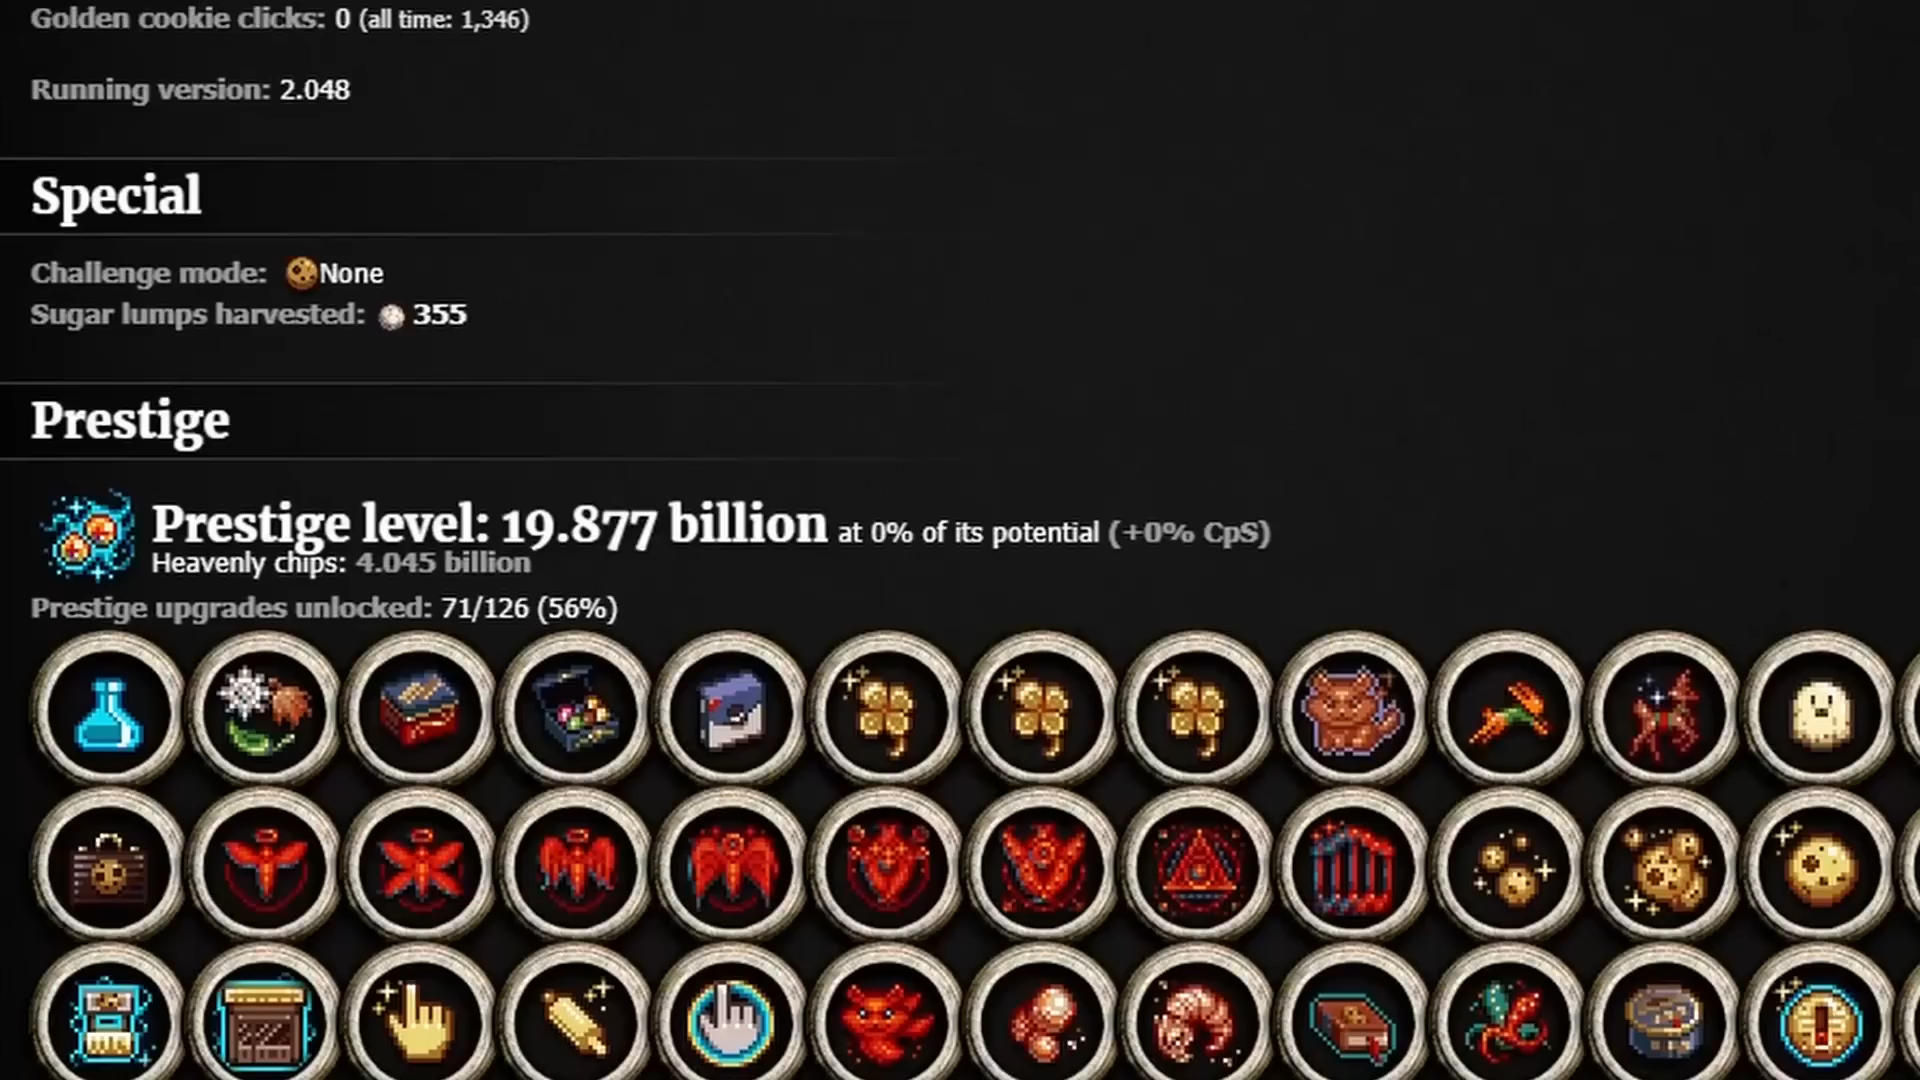 Golden cookie clicks: 0 (all time: 1,346)
Running version: 2.048
Special
Challenge mode: None
Sugar lumps harvested: 355
Prestige
Prestige level: 19.877 billion at 0% of its potential (+0% CpS)
Heavenly chips: 4.045 billion
Prestige upgrades unlocked: 71/126 (56%)